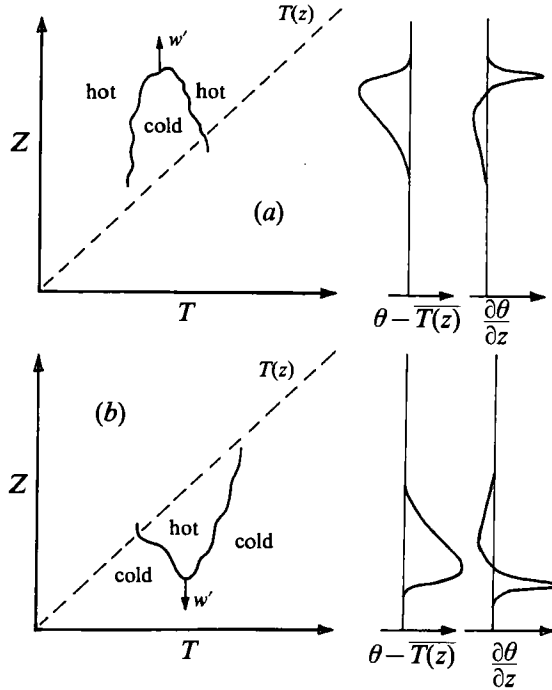 T(z)
w′
hot
hot
cold
Z
(a)
T
θ − T(z)
∂θ
∂z
T(z)
(b)
Z
hot
cold
cold
w′
T
θ − T(z)
∂θ
∂z